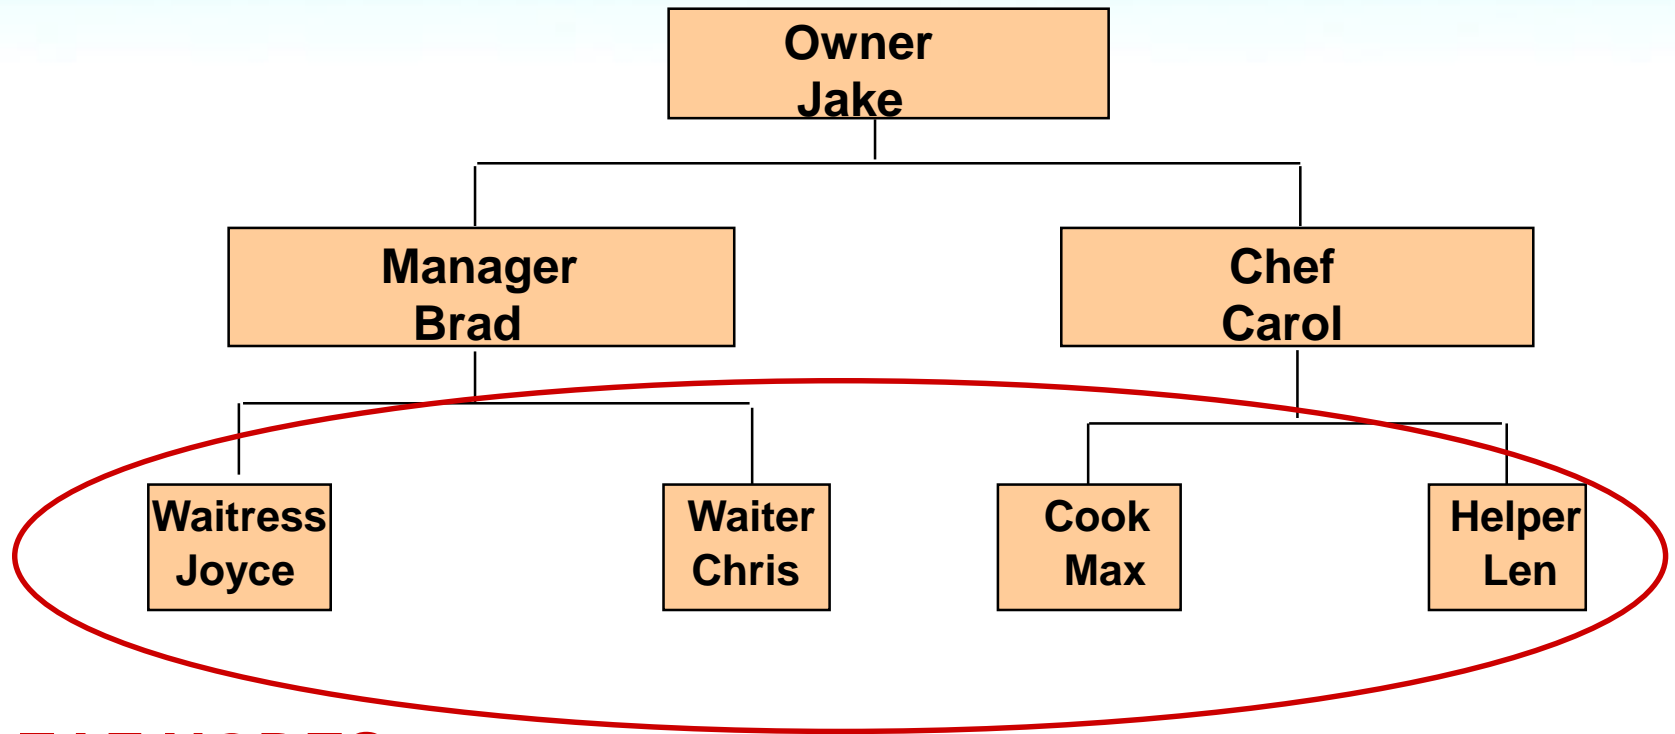 Owner
Jake
Manager
Brad
Chef
Carol
Waitress
Joyce
Waiter
Chris
Cook
Max
Helper
Len